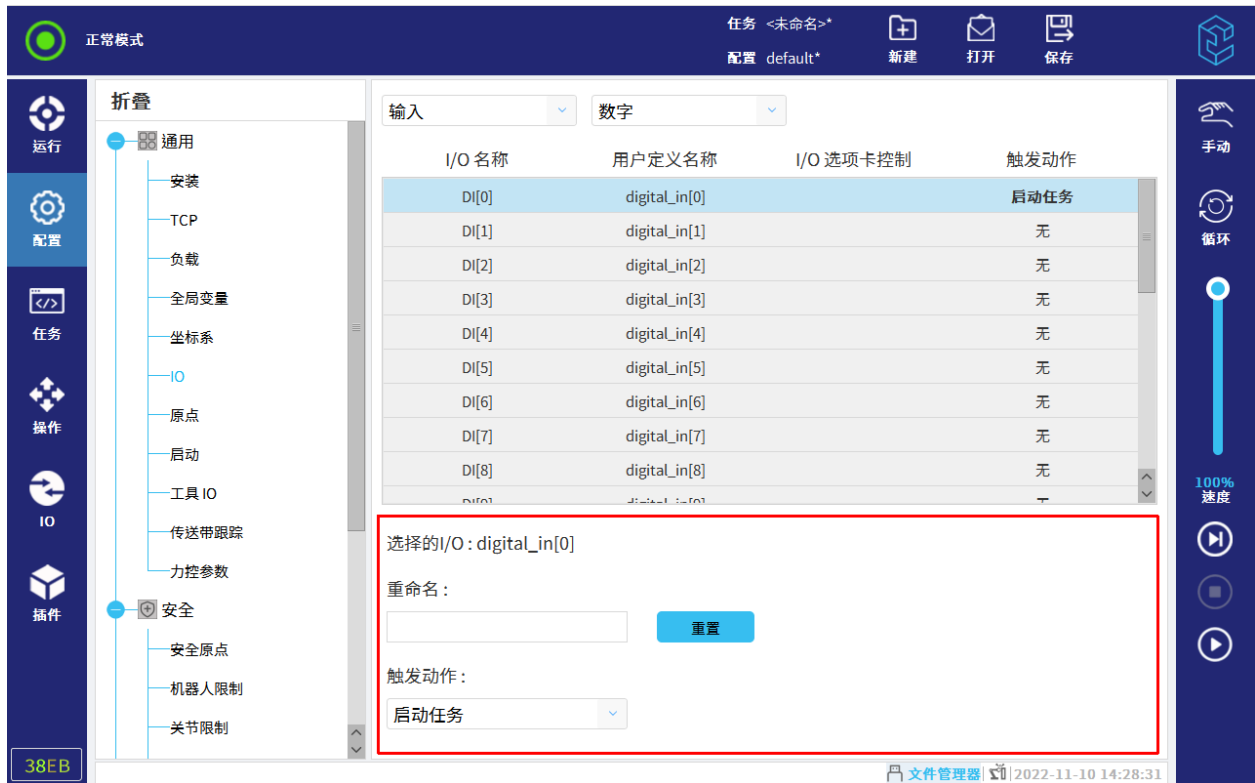 正常模式
任务 <未命名>*
配置 default*
新建
打开
保存
运行
配置
任务
操作
IO
插件
38EB
折叠
通用
安装
TCP
负载
全局变量
坐标系
IO
原点
启动
工具 IO
传送带跟踪
力控参数
安全
安全原点
机器人限制
关节限制
输入 数字
I/O 名称 用户定义名称 I/O 选项卡控制 触发动作
DI[0] digital_in[0] 启动任务
DI[1] digital_in[1] 无
DI[2] digital_in[2] 无
DI[3] digital_in[3] 无
DI[4] digital_in[4] 无
DI[5] digital_in[5] 无
DI[6] digital_in[6] 无
DI[7] digital_in[7] 无
DI[8] digital_in[8] 无
DI[9] digital_in[9] 无
选择的I/O : digital_in[0]
重命名 :
重置
触发动作 :
启动任务
手动
循环
100%
速度
文件管理器 2022-11-10 14:28:31